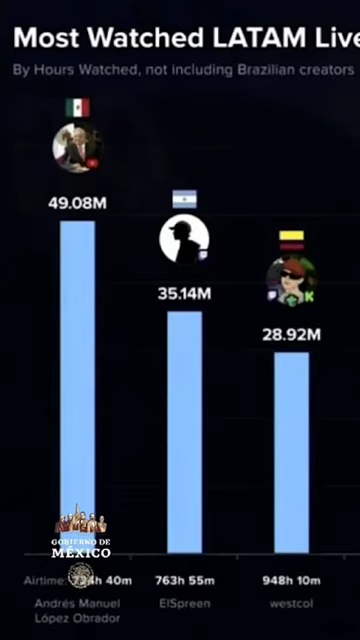 Most Watched LATAM Live
By Hours Watched, not including Brazilian creators
49.08M
35.14M
28.92M
GOBIERNO DE
MÉXICO
Airtime: 40m
763h 55m
948h 10m
Andrés Manuel
López Obrador
ElSpreen
westcol